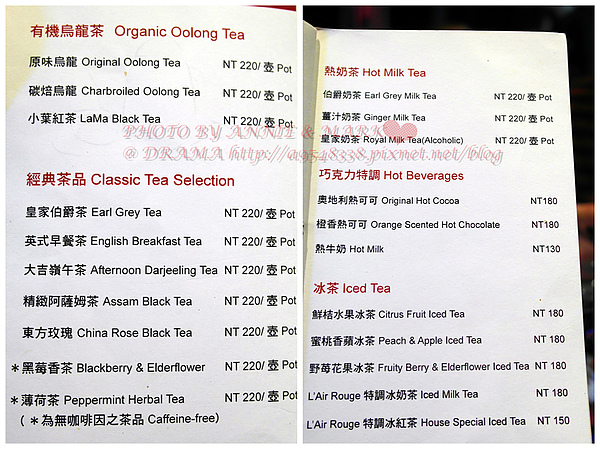 有機烏龍茶 Organic Oolong Tea
原味烏龍 Original Oolong Tea NT 220/ 壺 Pot
碳焙烏龍 Charbroiled Oolong Tea NT 220/ 壺 Pot
小葉紅茶 LaMa Black Tea NT 220/ 壺 Pot
經典茶品 Classic Tea Selection
皇家伯爵茶 Earl Grey Tea NT 220/ 壺 Pot
英式早餐茶 English Breakfast Tea NT 220/ 壺 Pot
大吉嶺午茶 Afternoon Darjeeling Tea NT 220/ 壺 Pot
精緻阿薩姆茶 Assam Black Tea NT 220/ 壺 Pot
東方玫瑰 China Rose Black Tea NT 220/ 壺 Pot
*黑莓香茶 Blackberry & Elderflower NT 220/ 壺 Pot
*薄荷茶 Peppermint Herbal Tea NT 220/ 壺 Pot
(*為無咖啡因之茶品 Caffeine-free)
熱奶茶 Hot Milk Tea
伯爵奶茶 Earl Grey Milk Tea NT 220/ 壺 Pot
薑汁奶茶 Ginger Milk Tea NT 220/ 壺 Pot
皇家奶茶 Royal Milk Tea(Alcoholic) NT 220/ 壺 Pot
巧克力特調 Hot Beverages
奧地利熱可可 Original Hot Cocoa NT180
橙香熱可可 Orange Scented Hot Chocolate NT180
熱牛奶 Hot Milk NT130
冰茶 Iced Tea
鮮桔水果冰茶 Citrus Fruit Iced Tea NT 180
蜜桃香蘋冰茶 Peach & Apple Iced Tea NT 180
野莓花果冰茶 Fruity Berry & Elderflower Iced Tea NT 180
L'Air Rouge 特調冰奶茶 Iced Milk Tea NT 180
L'Air Rouge 特調冰紅茶 House Special Iced Tea NT 150
PHOTO BY ANNIE & MARK
@ DRAMA http://a9548338.pixnet.net/blog